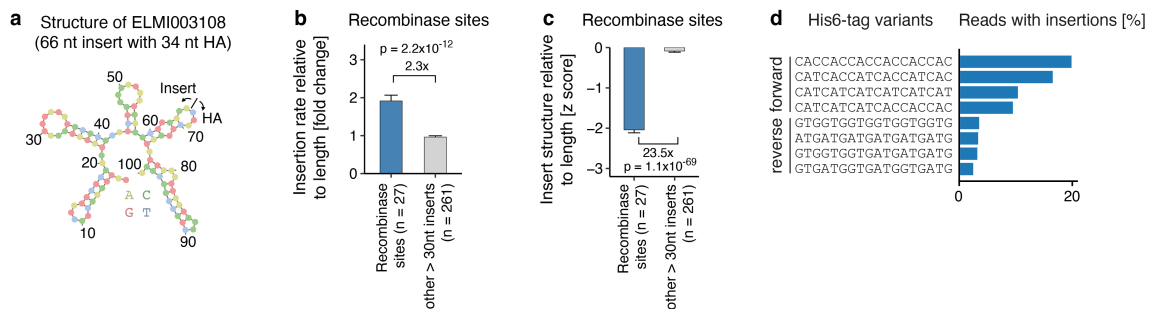 a
Structure of ELMI003108
(66 nt insert with 34 nt HA)
50
Insert
HA
40
60
30
70
20
100
80
A C
G T
10
90
b
Recombinase sites
Insertion rate relative
to length [fold change]
p = 2.2x10-12
2.3x
3
2
1
0
Recombinase
sites (n = 27)
other > 30nt inserts
(n = 261)
c
Recombinase sites
Insert structure relative
to length [z score]
0
−1
−2
−3
23.5x
p = 1.1x10-69
Recombinase
sites (n = 27)
other > 30nt inserts
(n = 261)
d
His6-tag variants
Reads with insertions [%]
forward
CACCACCACCACCACCAC
CATCACCATCACCATCAC
CATCATCATCATCATCAT
CATCATCATCACCACCAC
reverse
GTGGTGGTGGTGGTGGTG
ATGATGATGATGATGATG
GTGGTGGTGATGATGATG
GTGATGGTGATGGTGATG
0
20